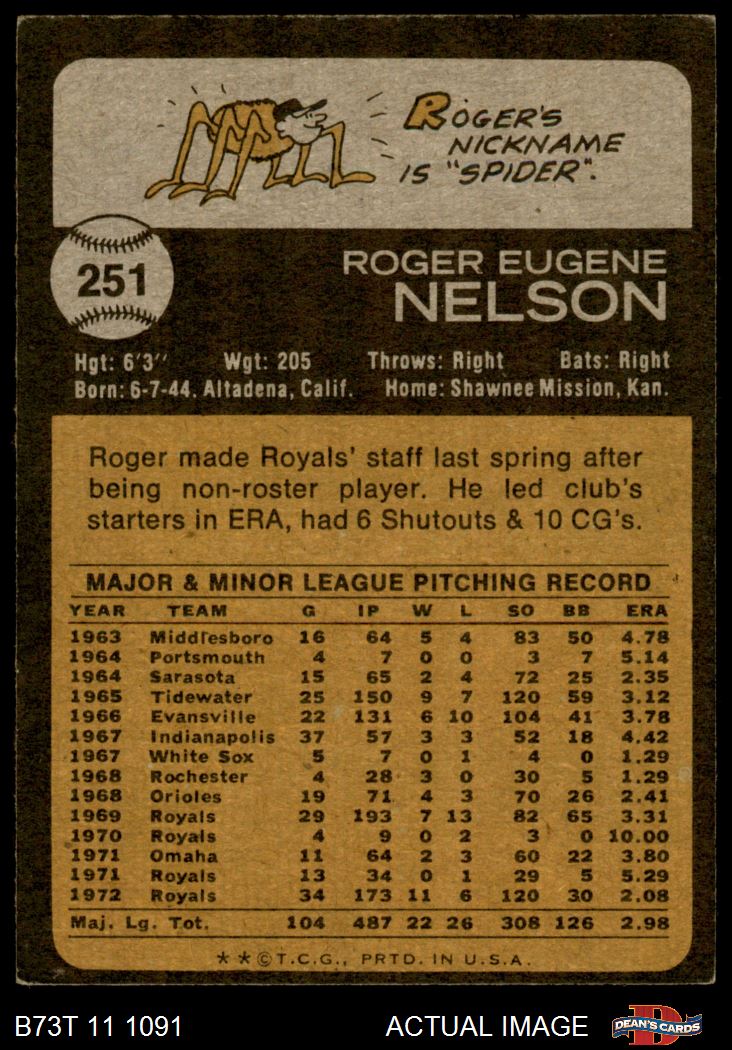 ROGER'S
NICKNAME
IS "SPIDER".
251
ROGER EUGENE
NELSON
Hgt: 6'3" Wgt: 205 Throws: Right Bats: Right
Born: 6-7-44. Altadena, Calif. Home: Shawnee Mission, Kan.
Roger made Royals' staff last spring after
being non-roster player. He led club's
starters in ERA, had 6 Shutouts & 10 CG's.
MAJOR & MINOR LEAGUE PITCHING RECORD
YEAR TEAM G IP W L SO BB ERA
1963 Middlesboro 16 64 5 4 83 50 4.78
1964 Portsmouth 4 7 0 0 3 7 5.14
1964 Sarasota 15 65 2 4 72 25 2.35
1965 Tidewater 25 150 9 7 120 59 3.12
1966 Evansville 22 131 6 10 104 41 3.78
1967 Indianapolis 37 57 3 3 52 18 4.42
1967 White Sox 5 7 0 1 4 0 1.29
1968 Rochester 4 28 3 0 30 5 1.29
1968 Orioles 19 71 4 3 70 26 2.41
1969 Royals 29 193 7 13 82 65 3.31
1970 Royals 4 9 0 2 3 0 10.00
1971 Omaha 11 64 2 3 60 22 3.80
1971 Royals 13 34 0 1 29 5 5.29
1972 Royals 34 173 11 6 120 30 2.08
Maj. Lg. Tot. 104 487 22 26 308 126 2.98
* * © T.C.G., PRTD. IN U.S.A.
B73T 11 1091 ACTUAL IMAGE
D
DEAN'S CARDS